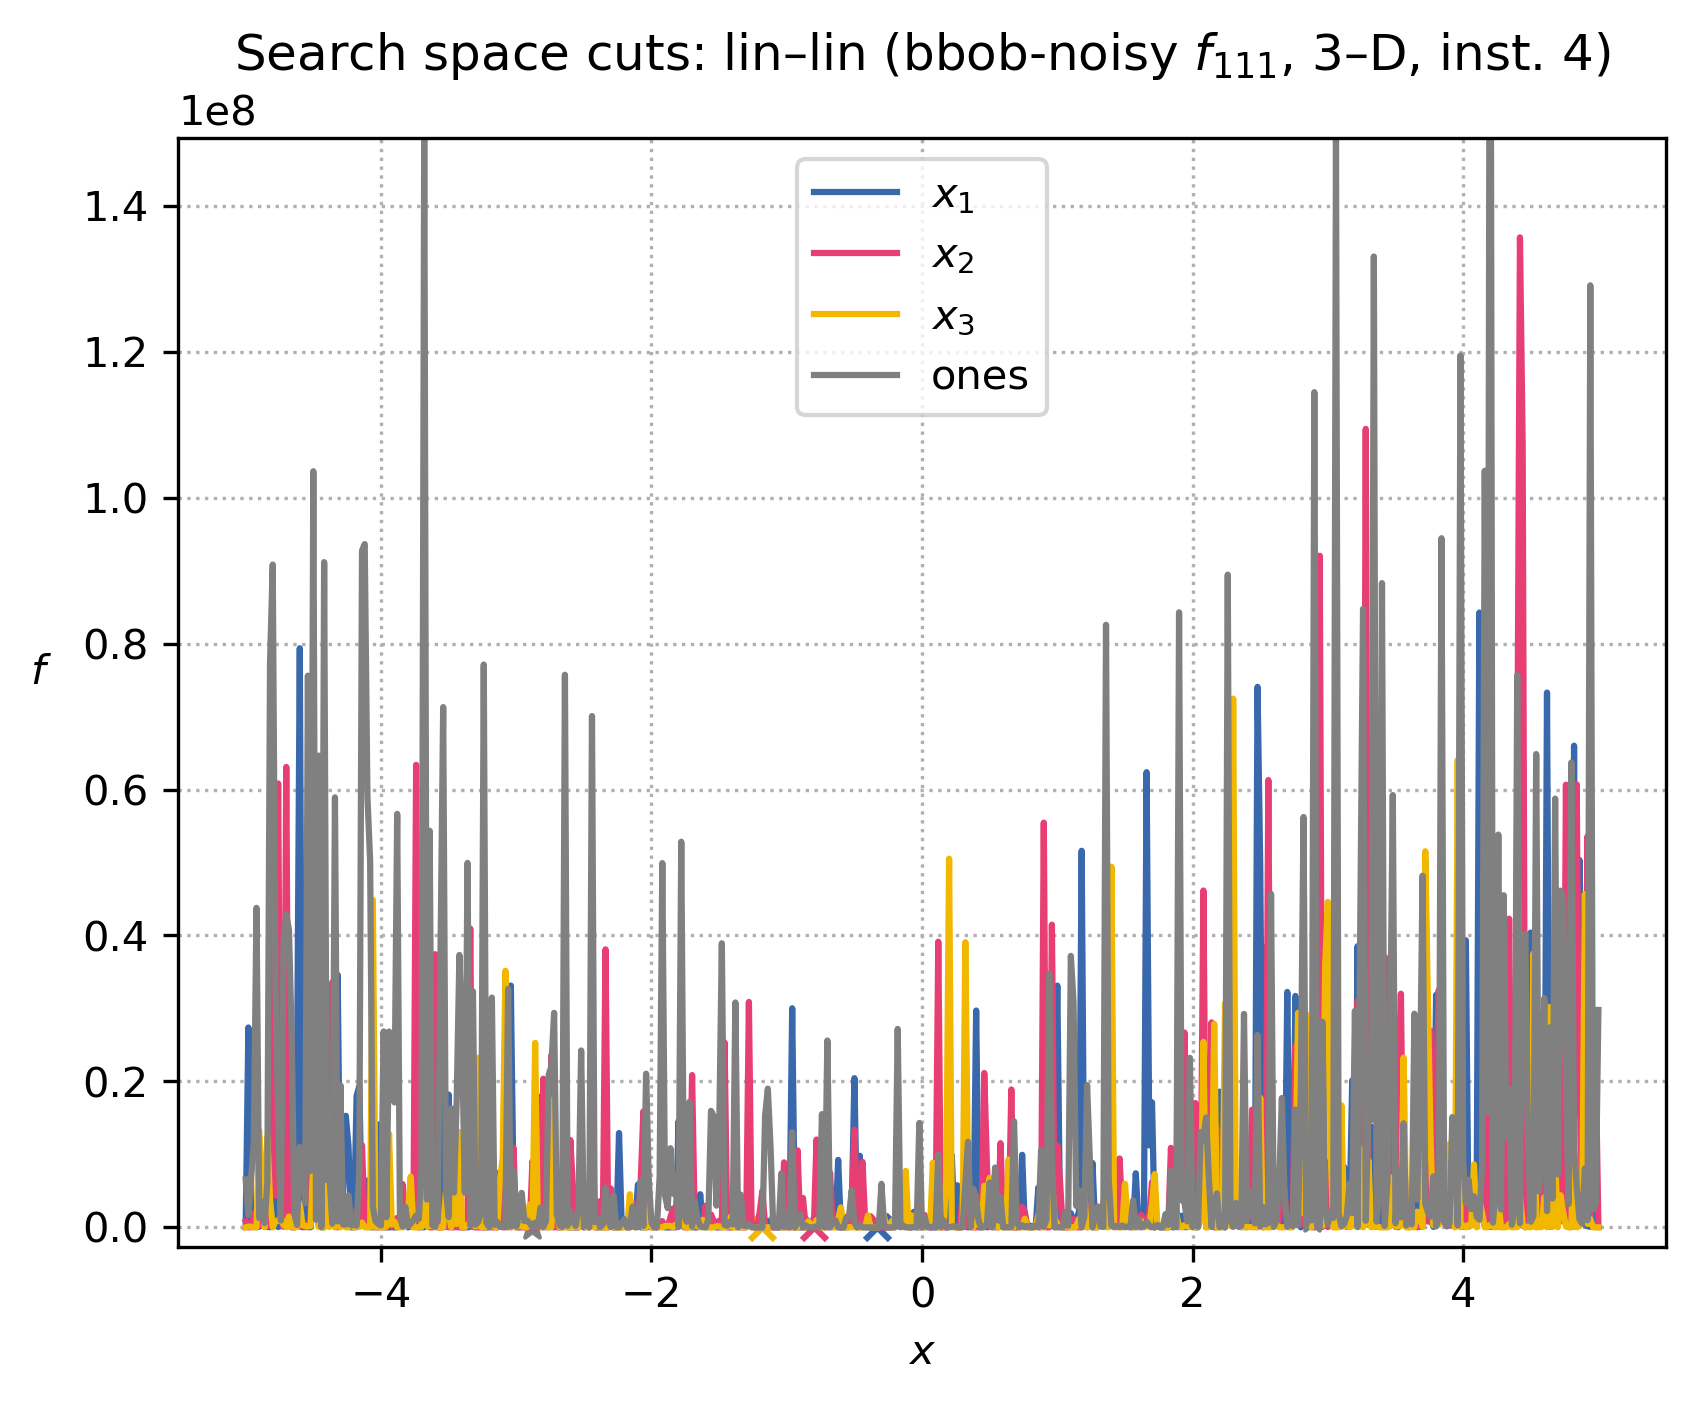 Search space cuts: lin–lin (bbob-noisy f111, 3–D, inst. 4)
1e8
1.4
1.2
1.0
0.8
0.6
0.4
0.2
0.0
f
x1
x2
x3
ones
−4
−2
0
2
4
x